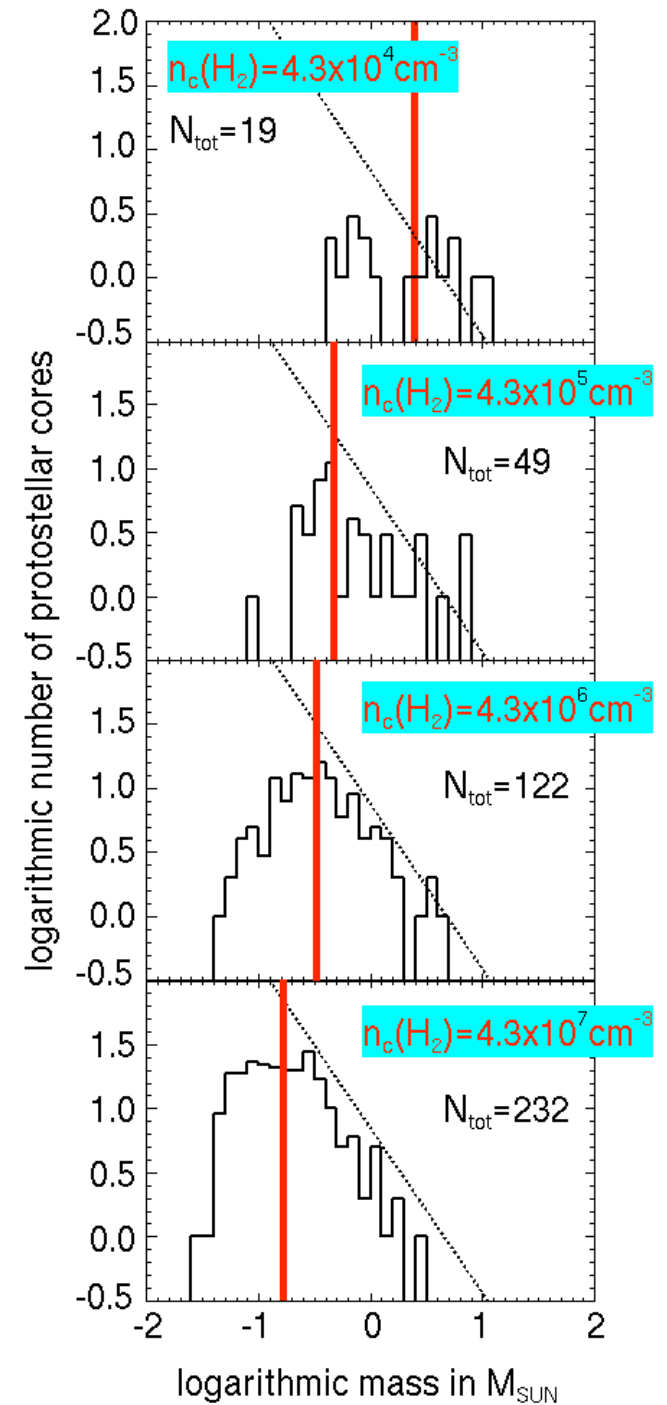 2.0
n_c(H_2)=4.3x10^4cm^-3
1.5
N_tot=19
1.0
0.5
0.0
-0.5
n_c(H_2)=4.3x10^5cm^-3
1.5
N_tot=49
1.0
0.5
0.0
-0.5
n_c(H_2)=4.3x10^6cm^-3
1.5
N_tot=122
1.0
0.5
0.0
-0.5
n_c(H_2)=4.3x10^7cm^-3
1.5
N_tot=232
1.0
0.5
0.0
-0.5
logarithmic number of protostellar cores
-2 -1 0 1 2
logarithmic mass in M_SUN